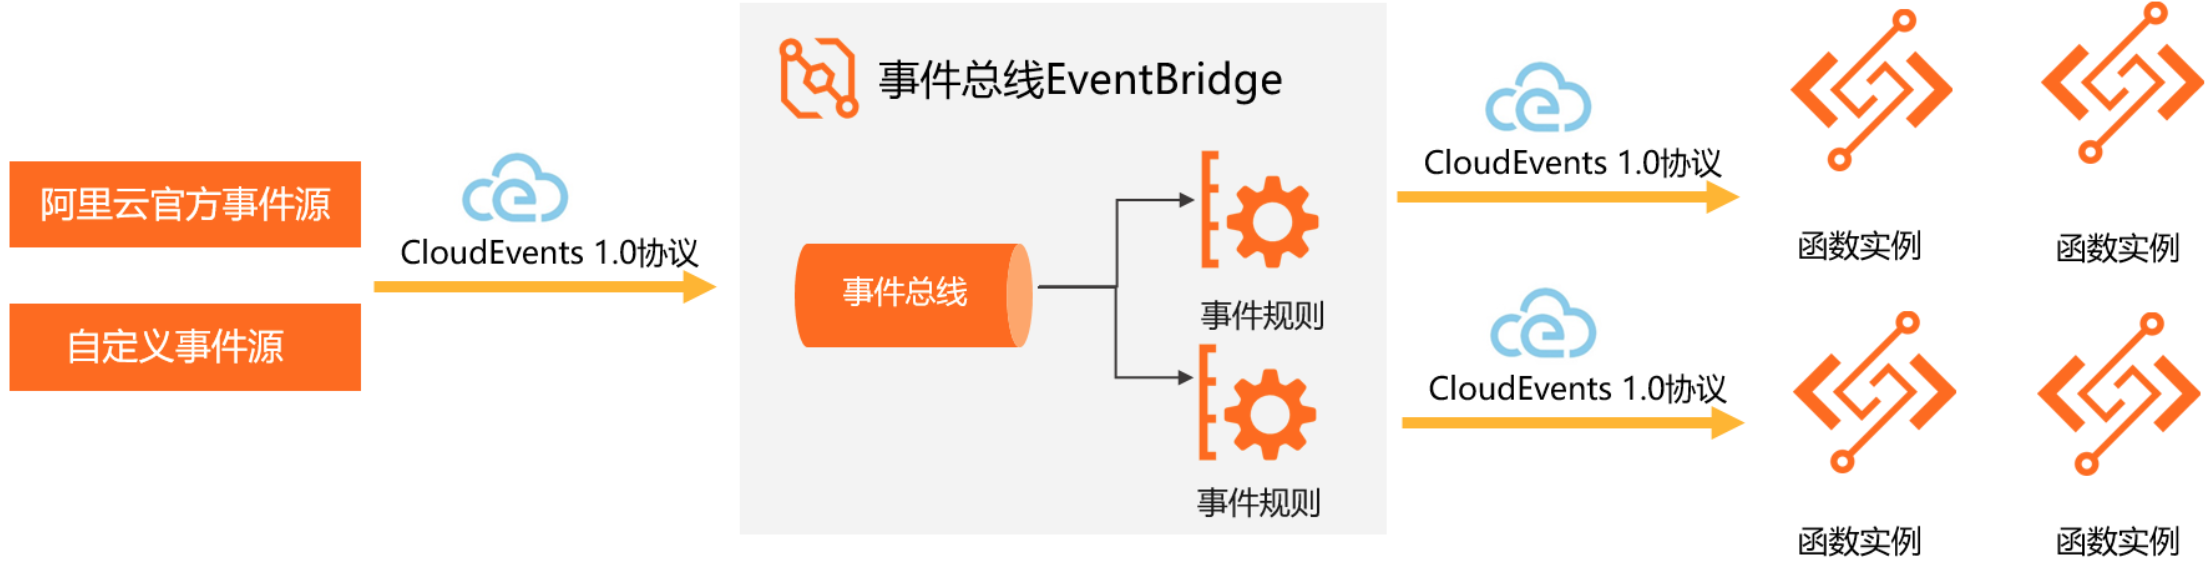 阿里云官方事件源
自定义事件源
CloudEvents 1.0协议
事件总线EventBridge
事件总线
事件规则
事件规则
CloudEvents 1.0协议
CloudEvents 1.0协议
函数实例
函数实例
函数实例
函数实例